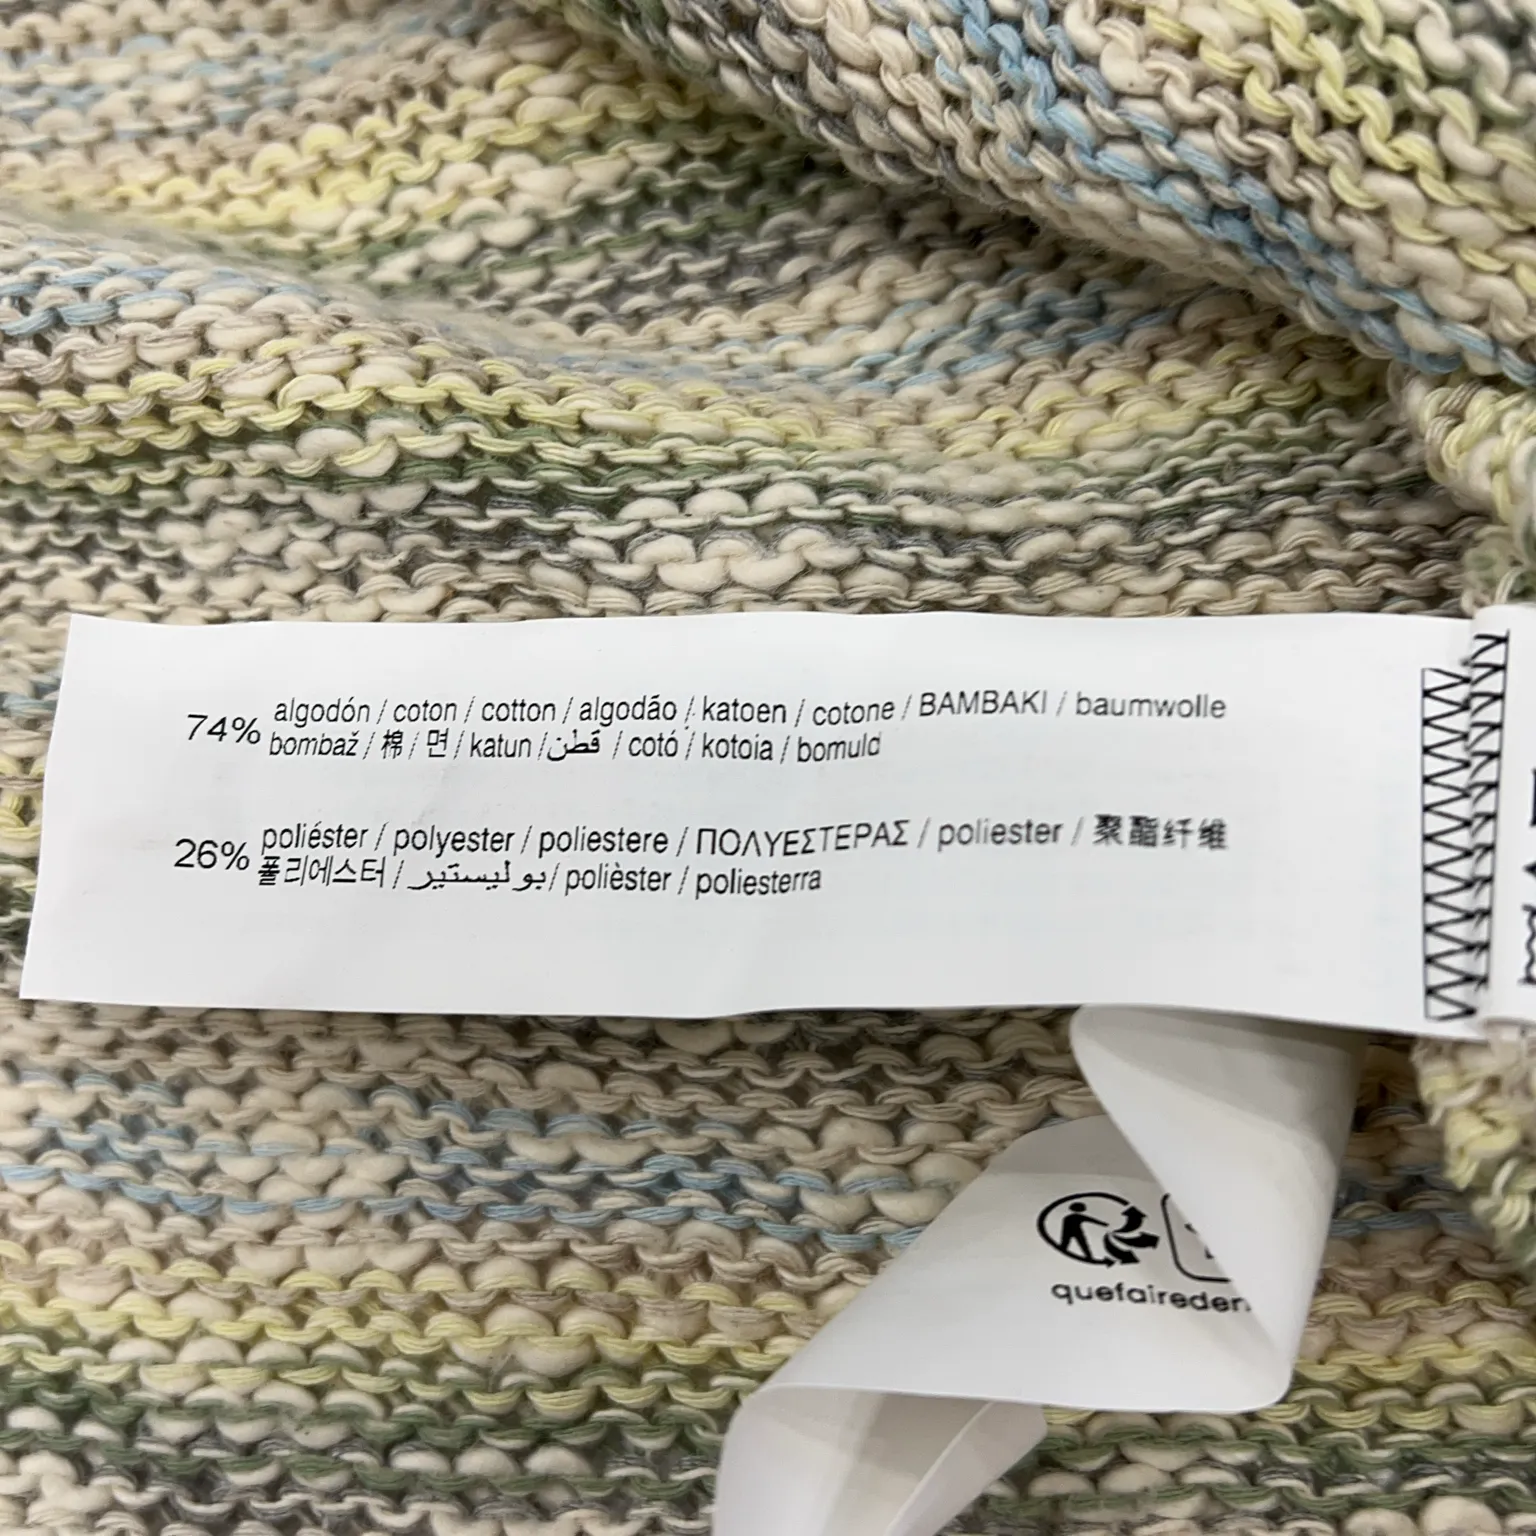 74% algodón / coton / cotton / algodão / katoen / cotone / BAMBAKI / baumwolle
bombaž / 棉 / 면 / katun / قطن / cotó / kotoia / bomuld
26% poliéster / polyester / poliestere / ΠΟΛΥΕΣΤΕΡΑΣ / poliester / 聚酯纤维
폴리에스터 / بوليستير / polièster / poliesterra
quefaireden